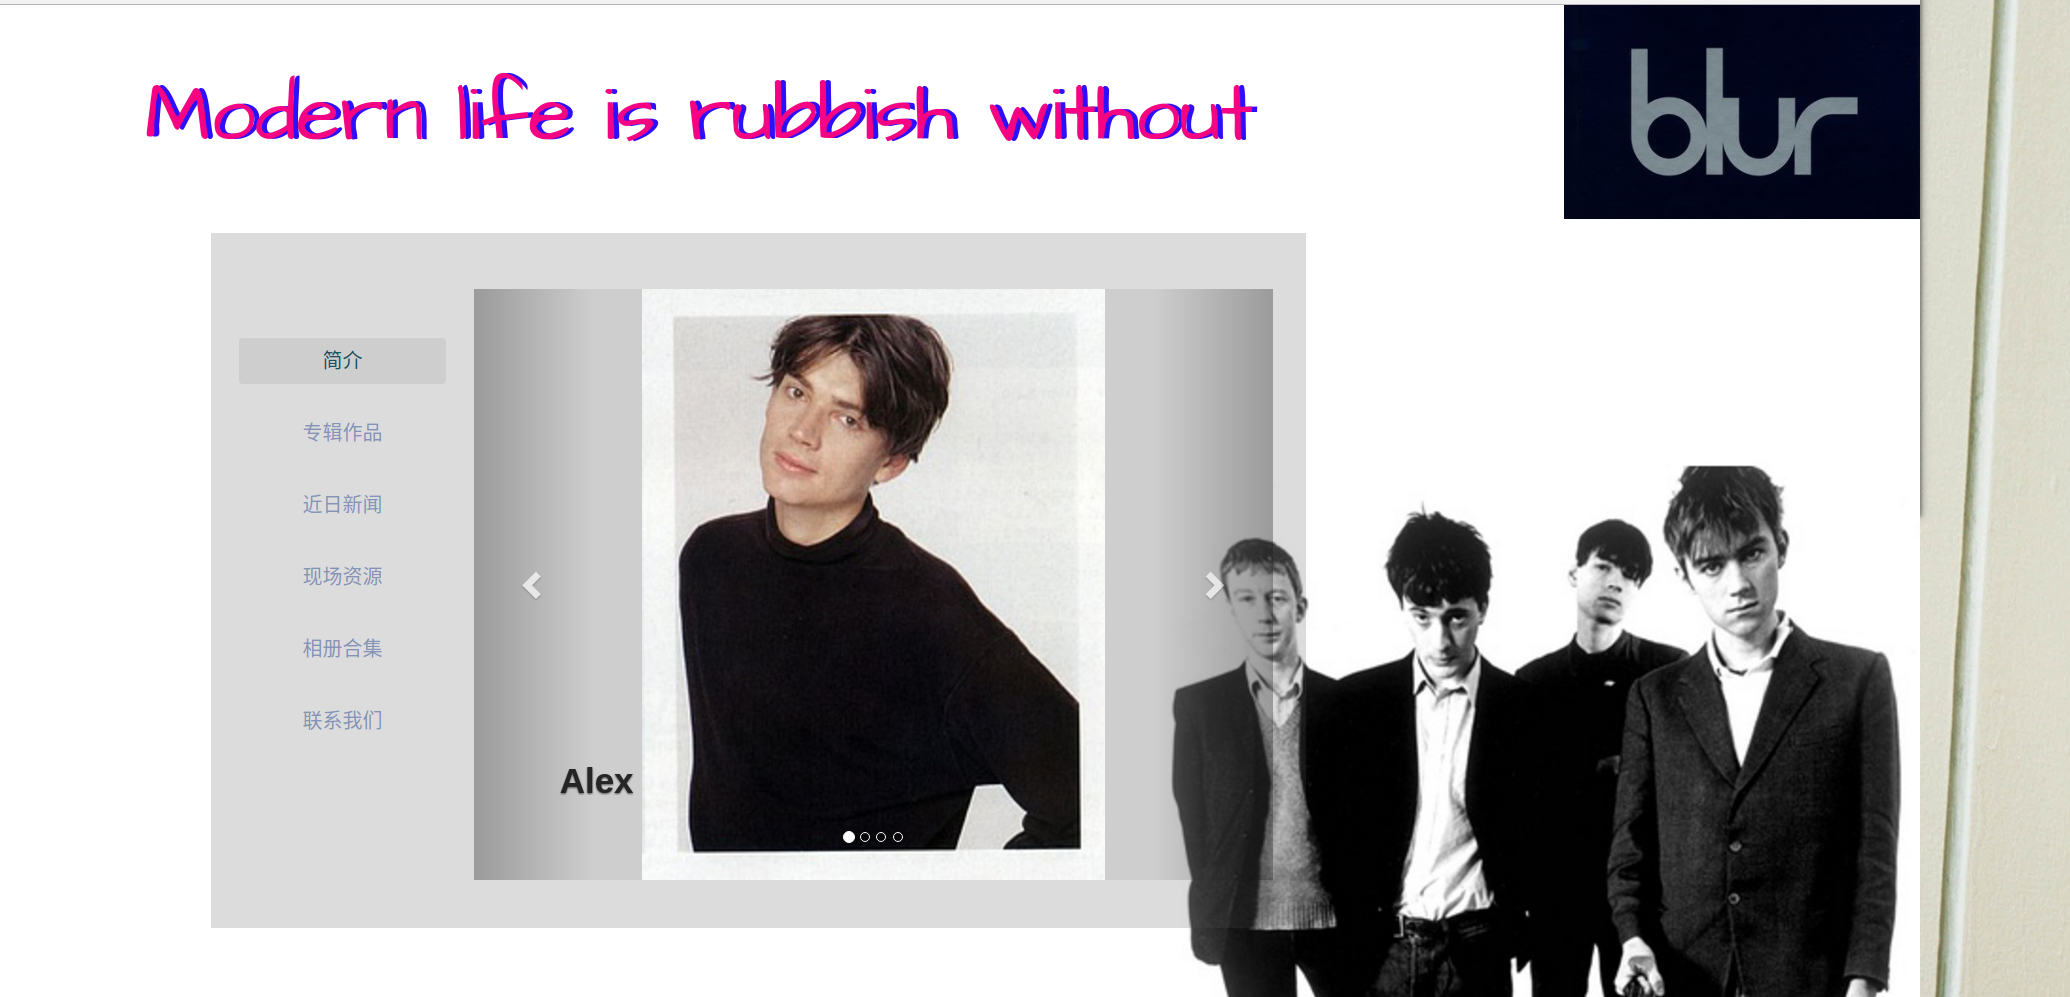 Modern life is rubbish without
blur
简介
专辑作品
近日新闻
现场资源
相册合集
联系我们
Alex